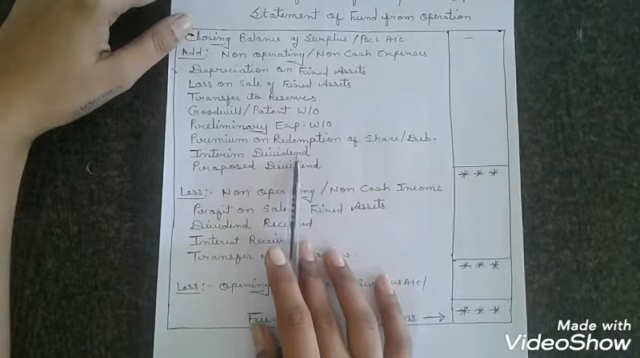 Statement of Fund from operation
Closing Balance of Surplus / P&L A/C
Add:- Non Operating / Non Cash Expenses
Depreciation on Fixed Assets
Loss on Sale of Fixed Assets
Transfer to Reserves
Goodwill / Patent W/O
Preliminary Exp. W/O
Premium on Redemption of Share / Deb.
Interim Dividend
Proposed Dividend
***
Less:- Non Operating / Non Cash Income
Profit on Sale Fixed Assets
Dividend Received
Interest
Transfer
***
Less:- Opening Surplus A/C /
***
Made with
VideoShow